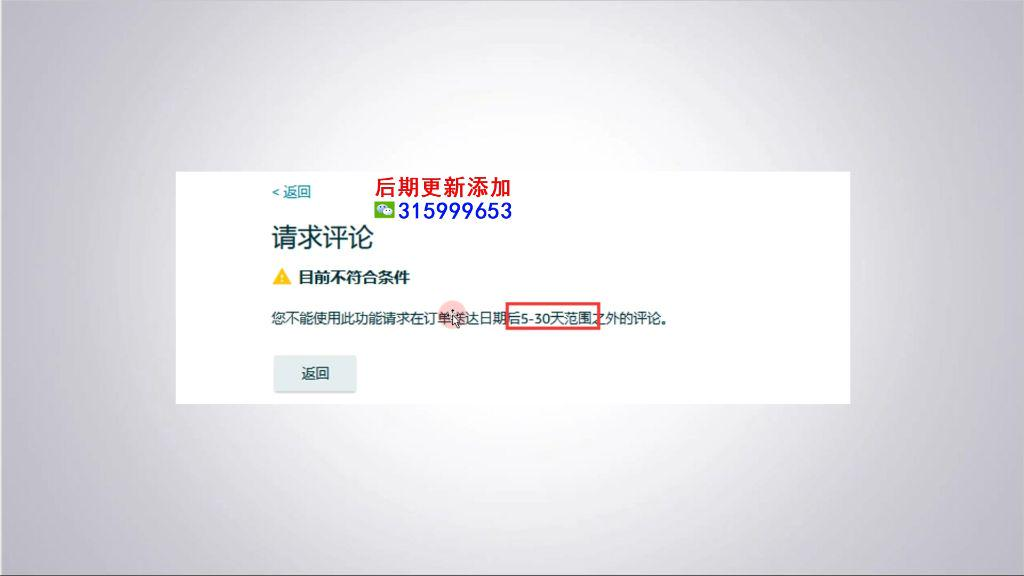 < 返回
后期更新添加
315999653
请求评论
目前不符合条件
您不能使用此功能请求在订单送达日期后5-30天范围之外的评论。
返回